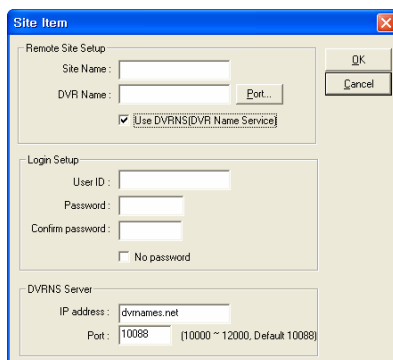 Site Item
Remote Site Setup
OK
Site Name :
Cancel
DVR Name :
Port...
Use DVRNS(DVR Name Service)
Login Setup
User ID :
Password :
Confirm password :
No password
DVRNS Server
IP address : dvrnames.net
Port : 10088 (10000 ~ 12000, Default 10088)